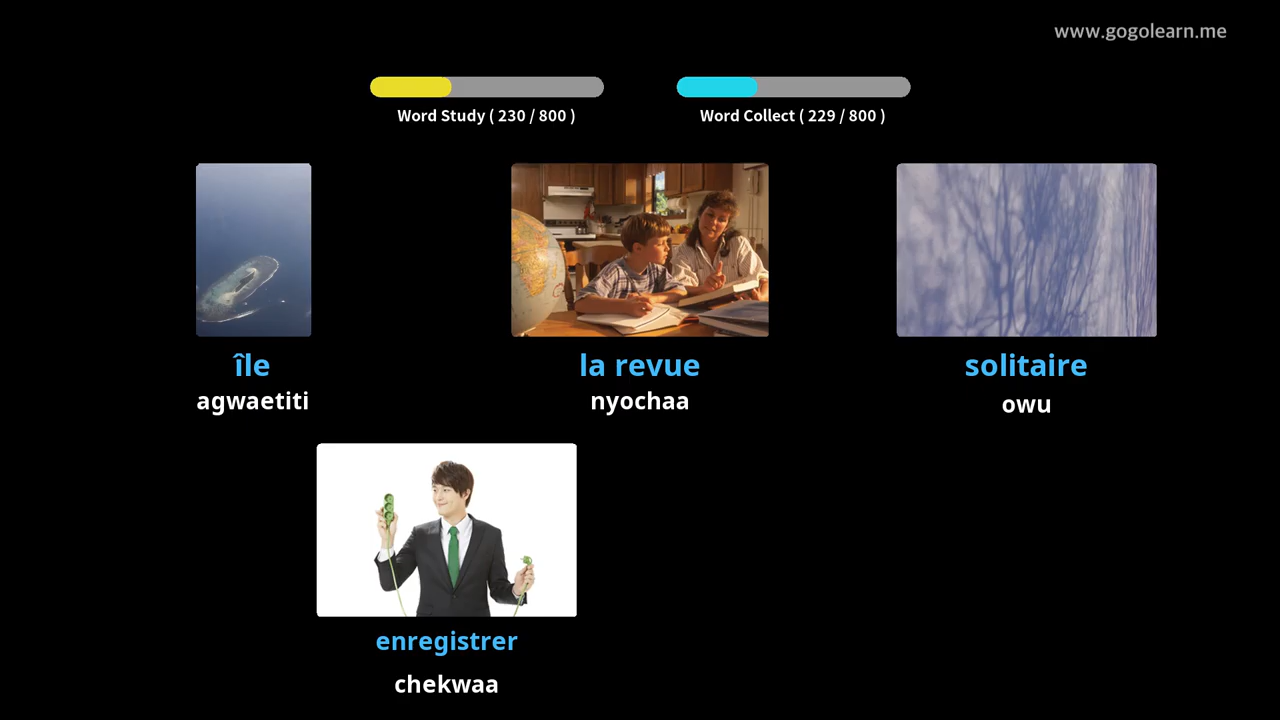 www.gogolearn.me
Word Study ( 230 / 800 )
Word Collect ( 229 / 800 )
île
agwaetiti
la revue
nyochaa
solitaire
owu
enregistrer
chekwaa